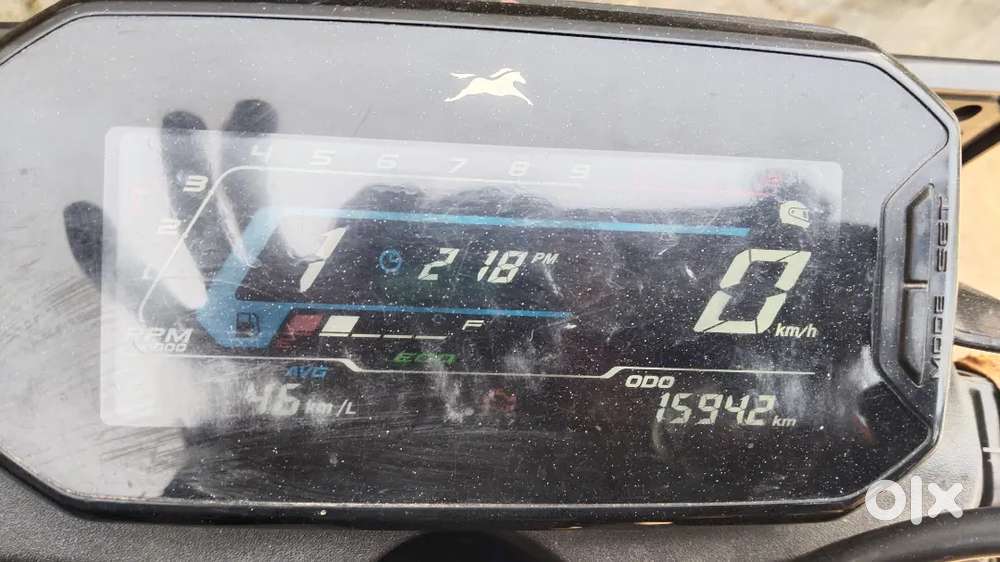 4 5 6 7 8 9
3
2
1 2 18 PM
0 km/h
F
ECO
AVG ODO
46 km/L 15942 km
MODE SET
olx